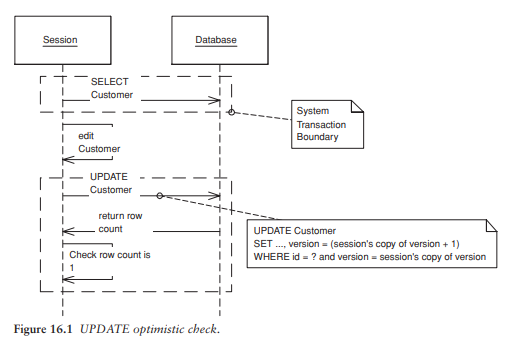 Session
Database
SELECT
Customer
System
Transaction
Boundary
edit
Customer
UPDATE
Customer
return row
count
UPDATE Customer
SET ..., version = (session's copy of version + 1)
WHERE id = ? and version = session's copy of version
Check row count is
1
Figure 16.1 UPDATE optimistic check.